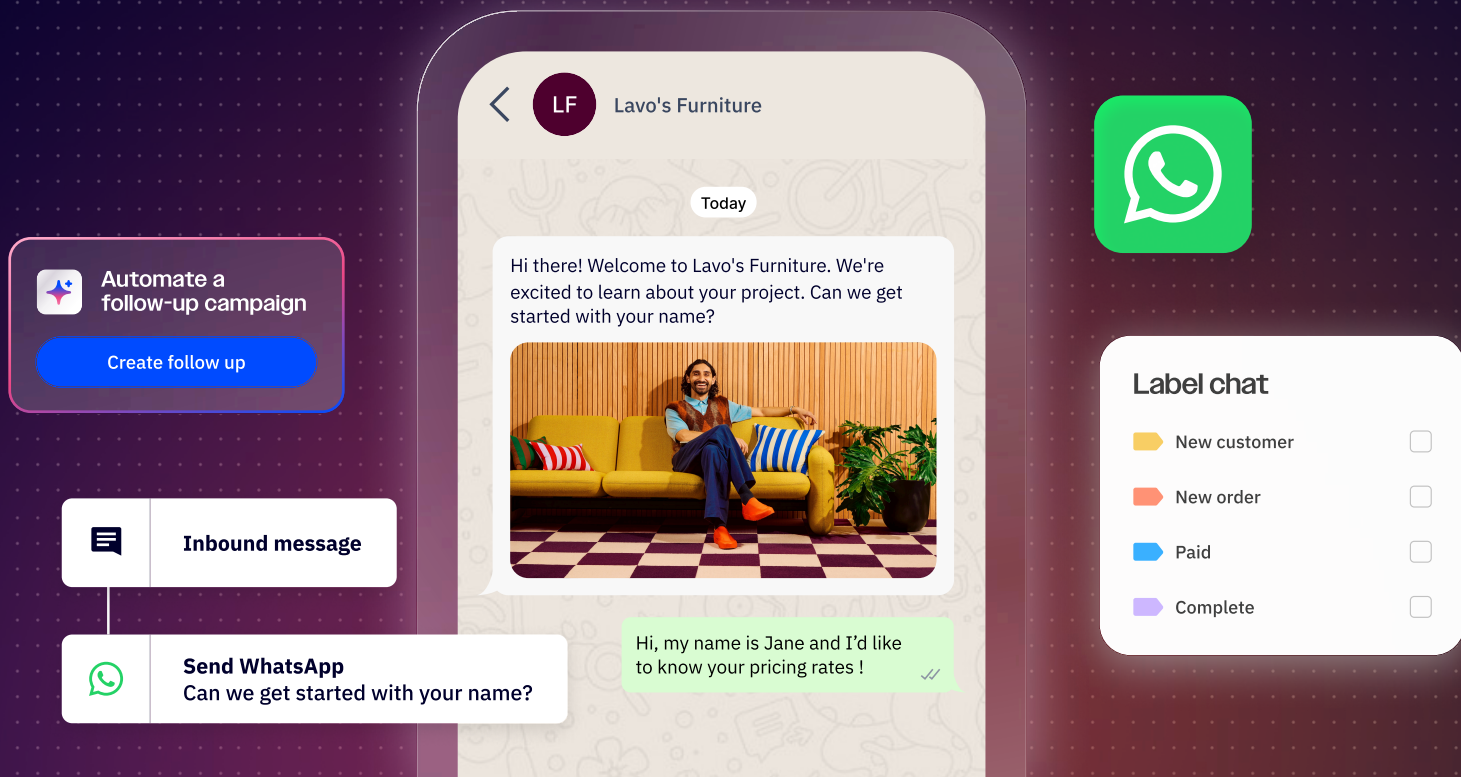 LF
Lavo's Furniture
Today
Hi there! Welcome to Lavo's Furniture. We're
excited to learn about your project. Can we get
started with your name?
Hi, my name is Jane and I’d like
to know your pricing rates !
Automate a
follow-up campaign
Create follow up
Inbound message
Send WhatsApp
Can we get started with your name?
Label chat
New customer
New order
Paid
Complete